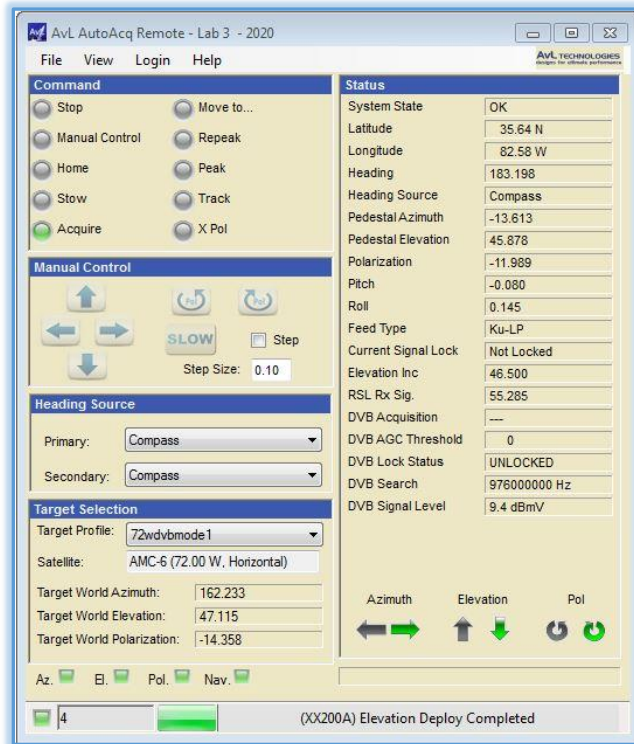 AvL AutoAcq Remote - Lab 3 - 2020
File View Login Help
AvL TECHNOLOGIES
designs for ultimate performance
Command
Stop Move to...
Manual Control Repeak
Home Peak
Stow Track
Acquire X Pol
Manual Control
Pol Pol
SLOW Step
Step Size: 0.10
Heading Source
Primary: Compass
Secondary: Compass
Target Selection
Target Profile: 72wdvbmode1
Satellite: AMC-6 (72.00 W, Horizontal)
Target World Azimuth: 162.233
Target World Elevation: 47.115
Target World Polarization: -14.358
Az. El. Pol. Nav.
Status
System State OK
Latitude 35.64 N
Longitude 82.58 W
Heading 183.198
Heading Source Compass
Pedestal Azimuth -13.613
Pedestal Elevation 45.878
Polarization -11.989
Pitch -0.080
Roll 0.145
Feed Type Ku-LP
Current Signal Lock Not Locked
Elevation Inc 46.500
RSL Rx Sig. 55.285
DVB Acquisition ---
DVB AGC Threshold 0
DVB Lock Status UNLOCKED
DVB Search 976000000 Hz
DVB Signal Level 9.4 dBmV
Azimuth Elevation Pol
4 (XX200A) Elevation Deploy Completed